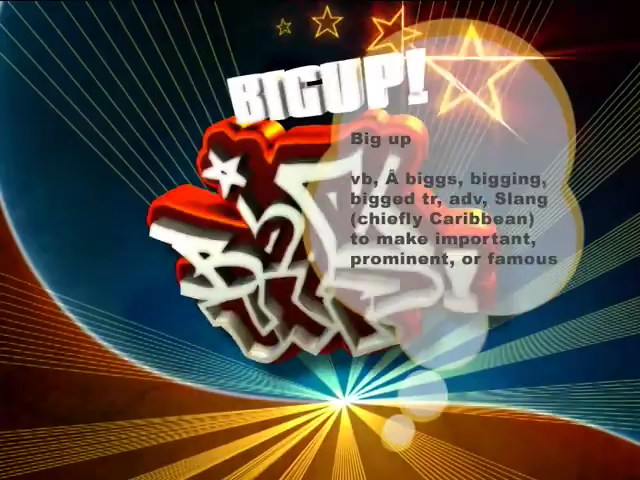 BIGUP!
Big up
vb, Â biggs, bigging,
bigged tr, adv, Slang
(chiefly Caribbean)
to make important,
prominent, or famous